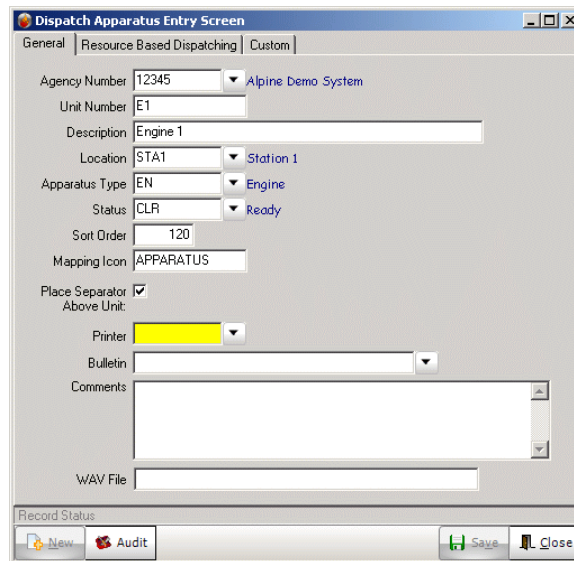 Dispatch Apparatus Entry Screen
General Resource Based Dispatching Custom
Agency Number 12345 Alpine Demo System
Unit Number E1
Description Engine 1
Location STA1 Station 1
Apparatus Type EN Engine
Status CLR Ready
Sort Order 120
Mapping Icon APPARATUS
Place Separator
Above Unit:
Printer
Bulletin
Comments
WAV File
Record Status
New Audit Save Close